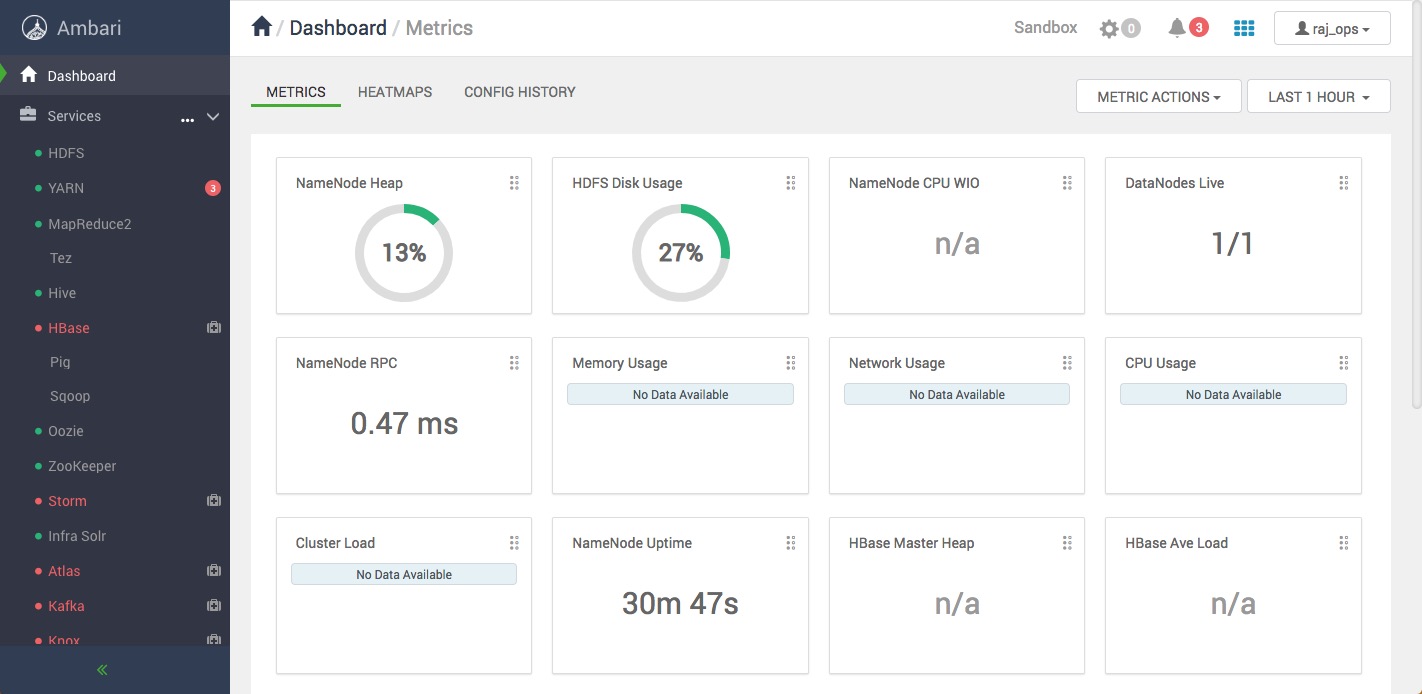 Ambari
Dashboard
Services ...
HDFS
YARN 3
MapReduce2
Tez
Hive
HBase
Pig
Sqoop
Oozie
ZooKeeper
Storm
Infra Solr
Atlas
Kafka
Knox
/ Dashboard / Metrics
Sandbox 0 3 raj_ops
METRICS HEATMAPS CONFIG HISTORY
METRIC ACTIONS LAST 1 HOUR
NameNode Heap
13%
HDFS Disk Usage
27%
NameNode CPU WIO
n/a
DataNodes Live
1/1
NameNode RPC
0.47 ms
Memory Usage
No Data Available
Network Usage
No Data Available
CPU Usage
No Data Available
Cluster Load
No Data Available
NameNode Uptime
30m 47s
HBase Master Heap
n/a
HBase Ave Load
n/a